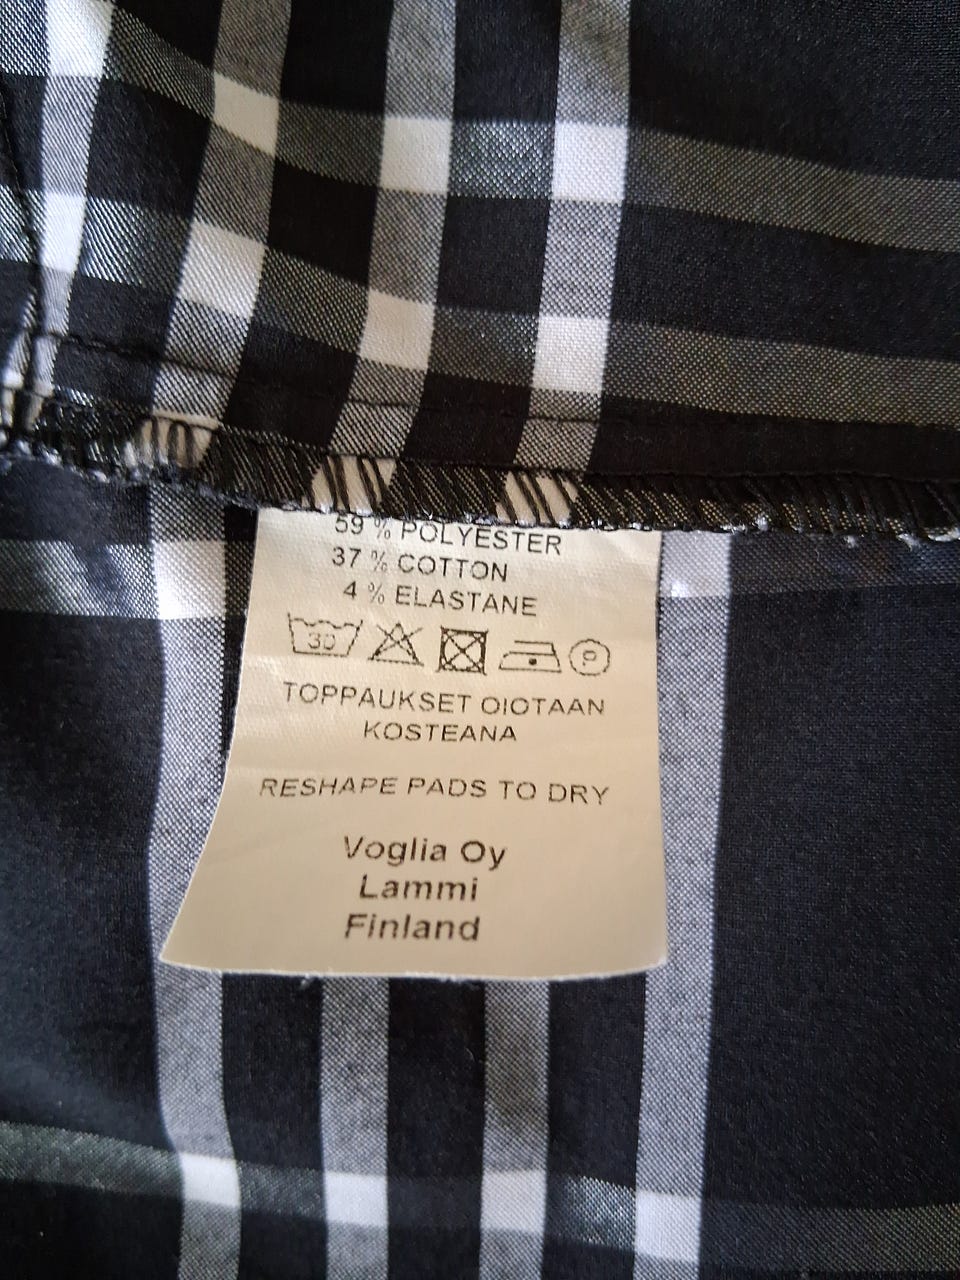 59 % POLYESTER
37 % COTTON
4 % ELASTANE
30 P
TOPPAUKSET OIOTAAN
KOSTEANA
RESHAPE PADS TO DRY
Voglia Oy
Lammi
Finland